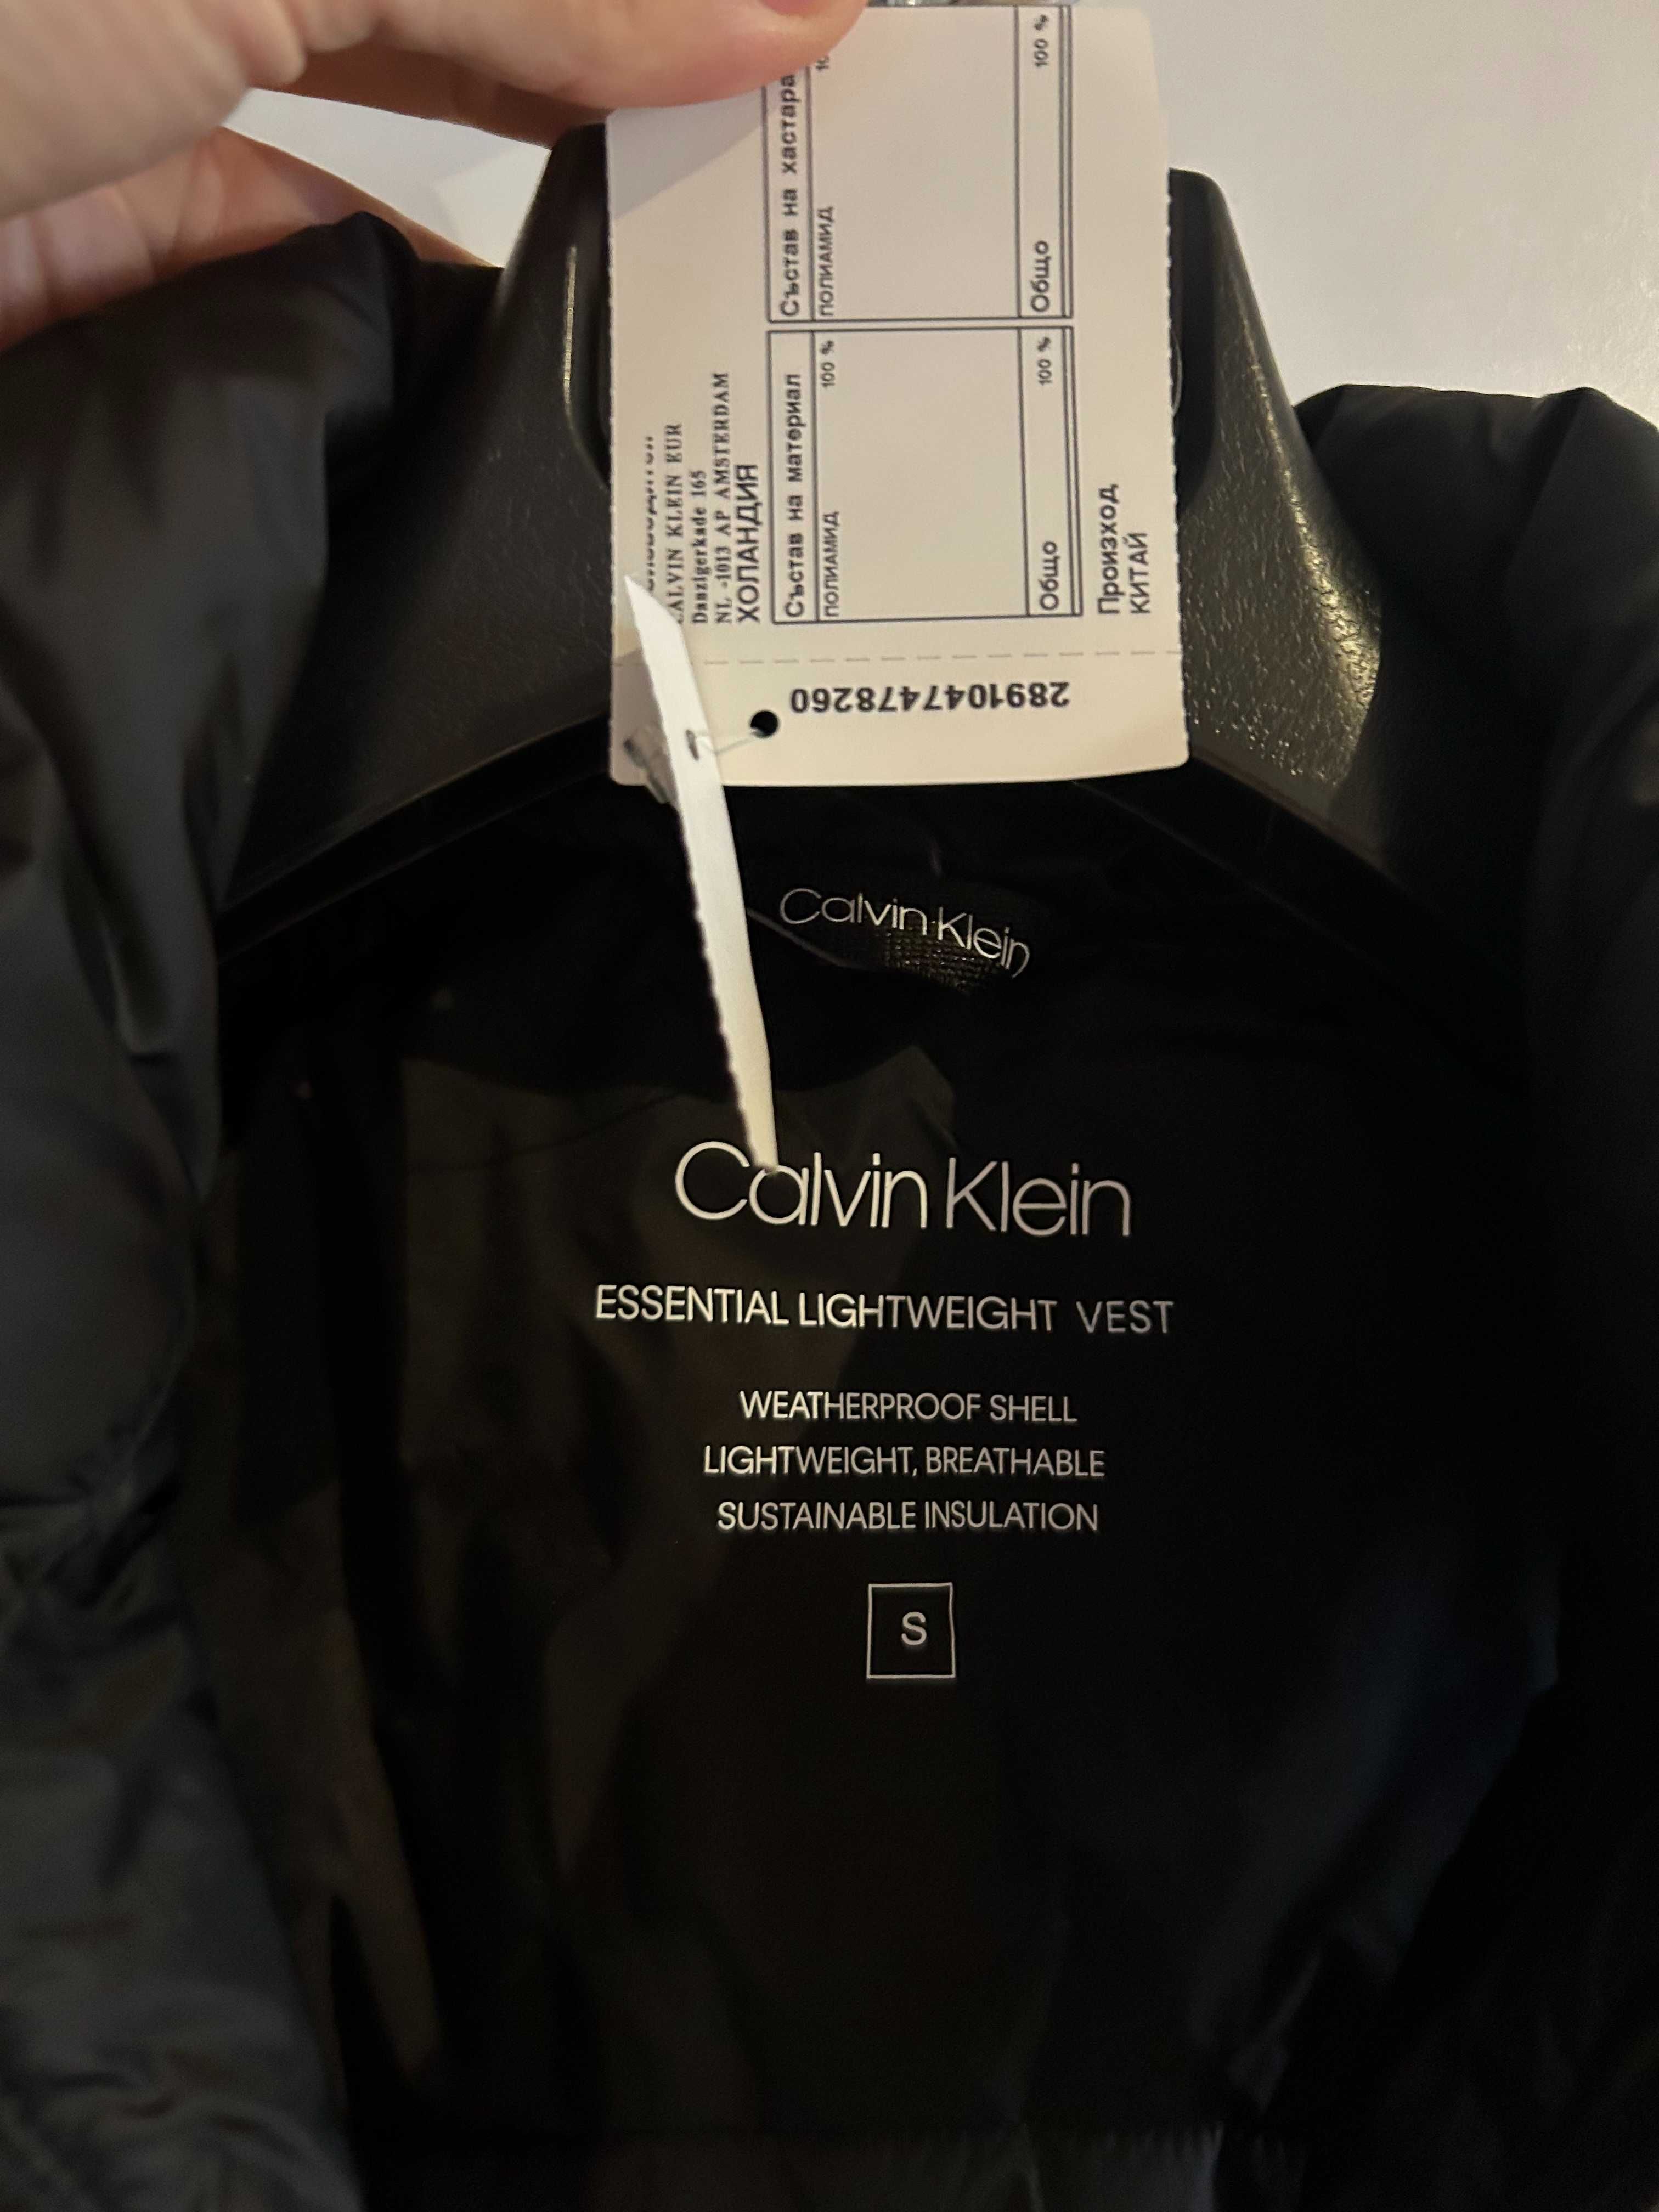 CALVIN KLEIN EUR
Danzigerkade 165
NL -1013 AP AMSTERDAM
ХОЛАНДИЯ
Състав на материал
ПОЛИАМИД 100 %
Общо 100 %
Състав на хастара
ПОЛИАМИД
Общо 100 %
Произход
КИТАЙ
289104747478260
Calvin Klein
Calvin Klein
ESSENTIAL LIGHTWEIGHT VEST
WEATHERPROOF SHELL
LIGHTWEIGHT, BREATHABLE
SUSTAINABLE INSULATION
S